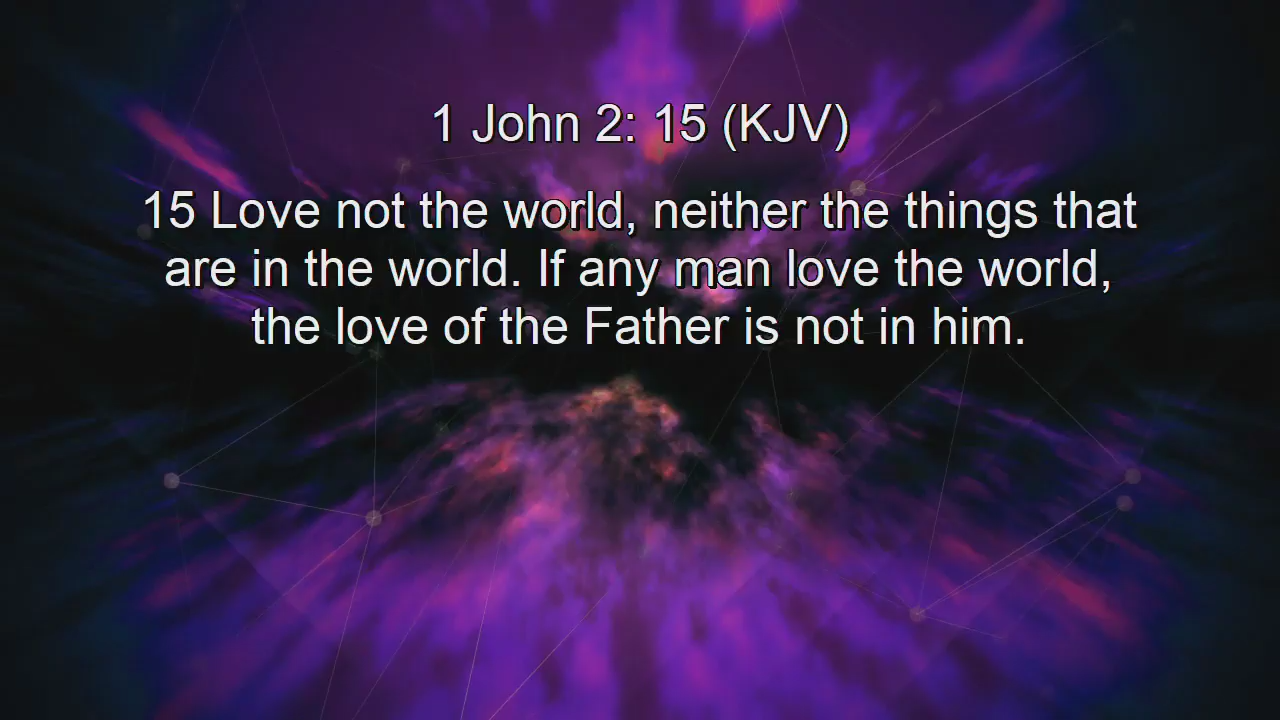 1 John 2: 15 (KJV)
15 Love not the world, neither the things that
are in the world. If any man love the world,
the love of the Father is not in him.